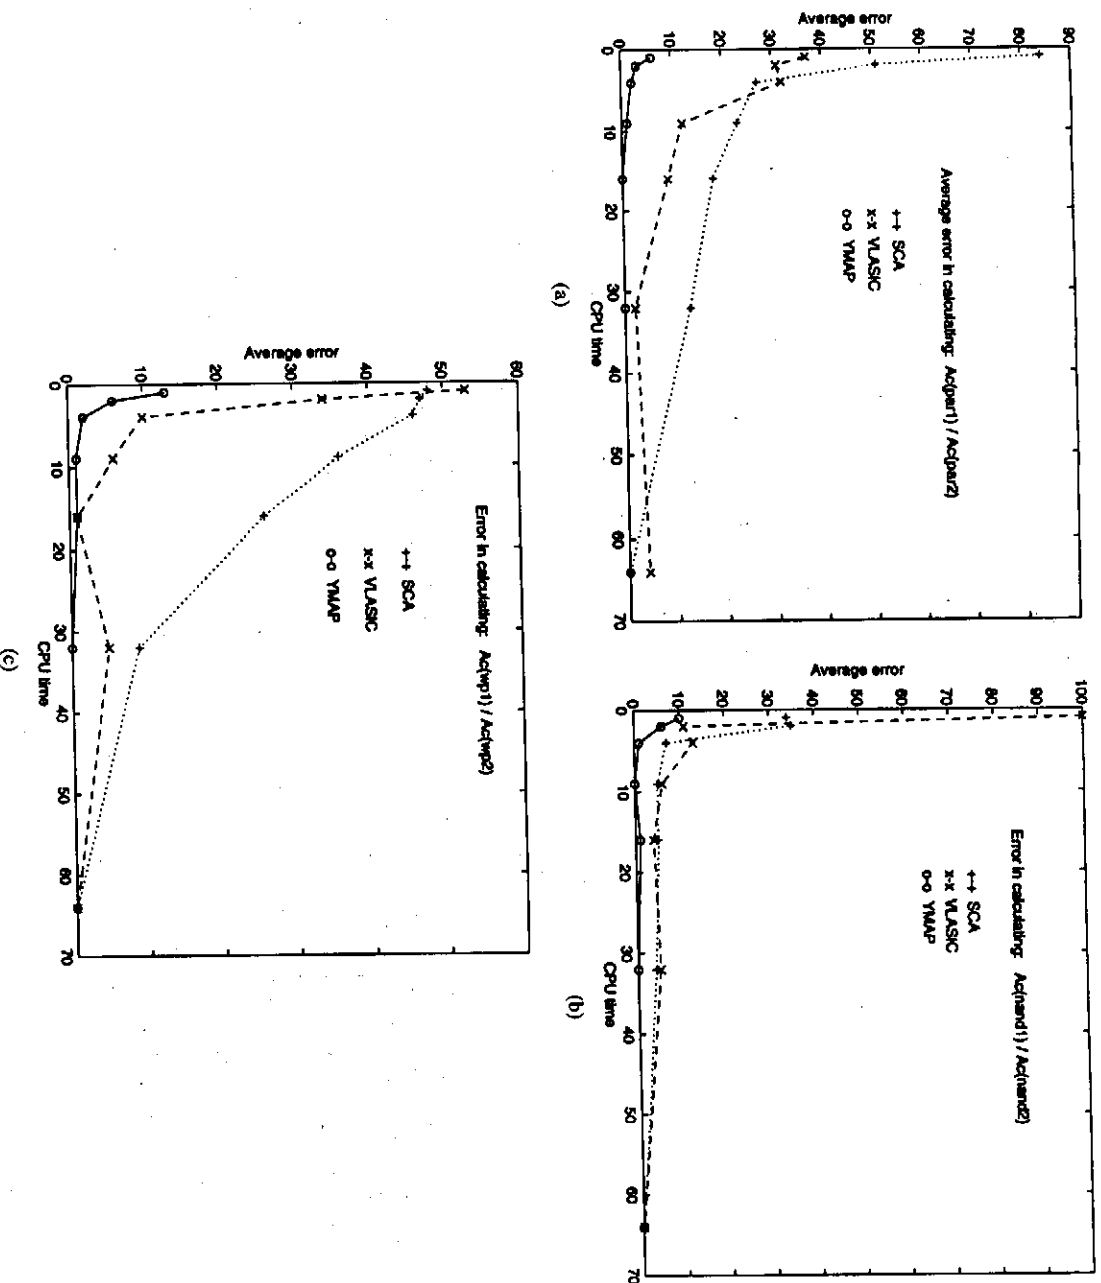 Average error
90
80
70
60
50
40
30
20
10
0
Average error in calculating: Ac(par1) / Ac(par2)
+-+ SCA
x-x VLASIC
o-o YMAP
0 10 20 30 40 50 60 70
CPU time
(a)
Average error
100
90
80
70
60
50
40
30
20
10
0
Error in calculating: Ac(nand1) / Ac(nand2)
+-+ SCA
x-x VLASIC
o-o YMAP
0 10 20 30 40 50 60 70
CPU time
(b)
Average error
60
50
40
30
10
0
Error in calculating: Ac(wp1) / Ac(wp2)
+-+ SCA
x-x VLASIC
o-o YMAP
0 10 20 30 40 50 60 70
CPU time
(c)